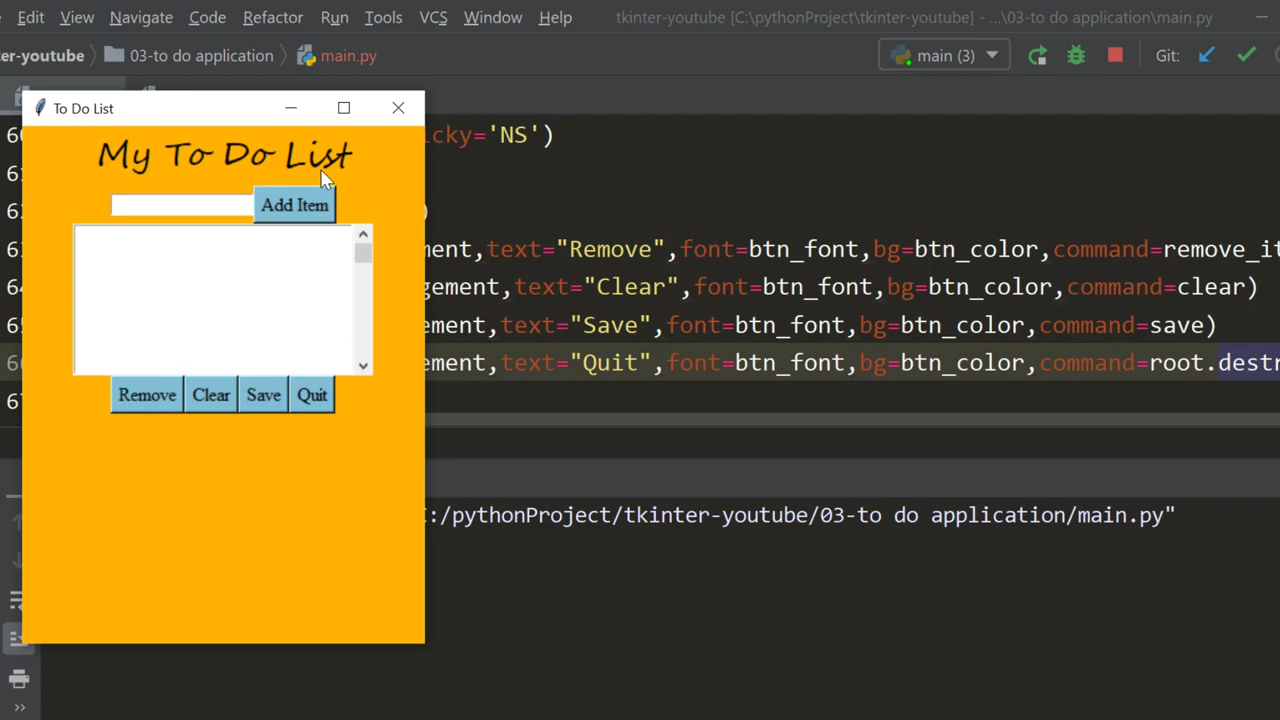 Edit View Navigate Code Refactor Run Tools VCS Window Help tkinter-youtube [C:\pythonProject\tkinter-youtube] - ...\03-to do application\main.py
er-youtube 03-to do application main.py main (3) Git:
To Do List
My To Do List
Add Item
Remove Clear Save Quit
icky='NS')
)
ment,text="Remove",font=btn_font,bg=btn_color,command=remove_it
gement,text="Clear",font=btn_font,bg=btn_color,command=clear)
ement,text="Save",font=btn_font,bg=btn_color,command=save)
ement,text="Quit",font=btn_font,bg=btn_color,command=root.destr
67
C:/pythonProject/tkinter-youtube/03-to do application/main.py"